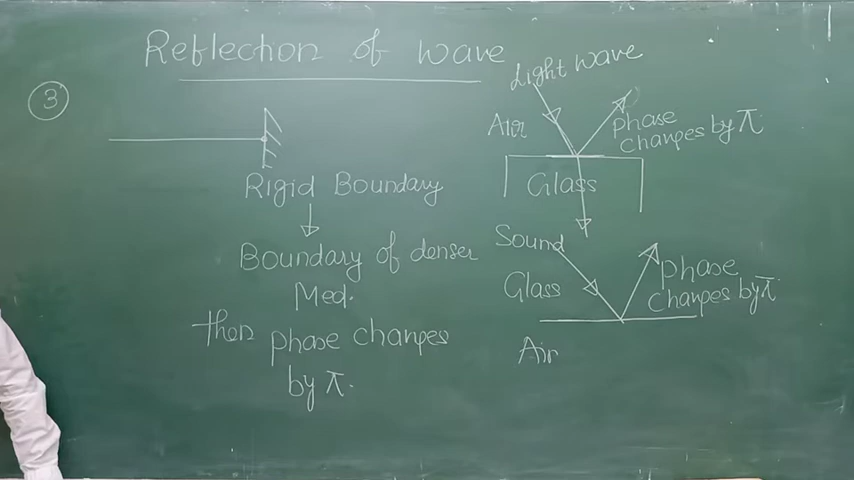 Reflection of wave
3
Rigid Boundary
Boundary of denser
Med.
then phase changes
by π.
Light wave
Air
phase
changes by π
Glass
Sound
Glass
phase
changes by π
Air